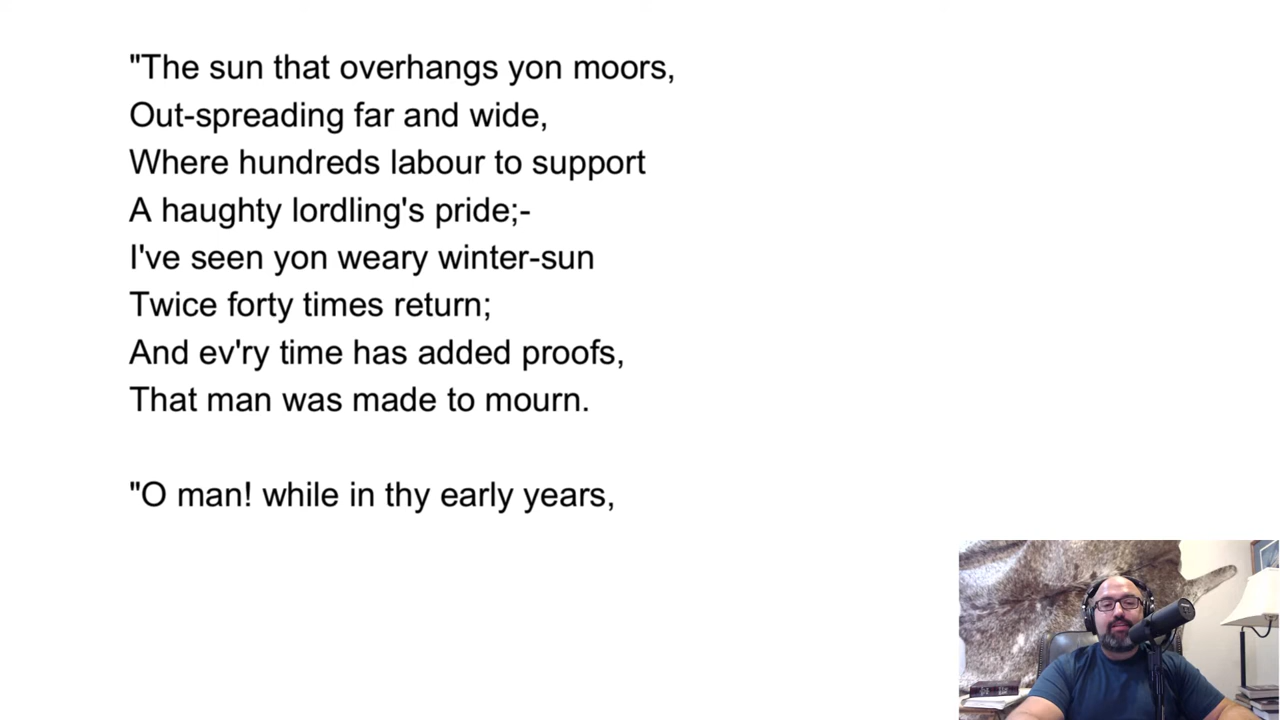 "The sun that overhangs yon moors,
Out-spreading far and wide,
Where hundreds labour to support
A haughty lordling's pride;-
I've seen yon weary winter-sun
Twice forty times return;
And ev'ry time has added proofs,
That man was made to mourn.
"O man! while in thy early years,